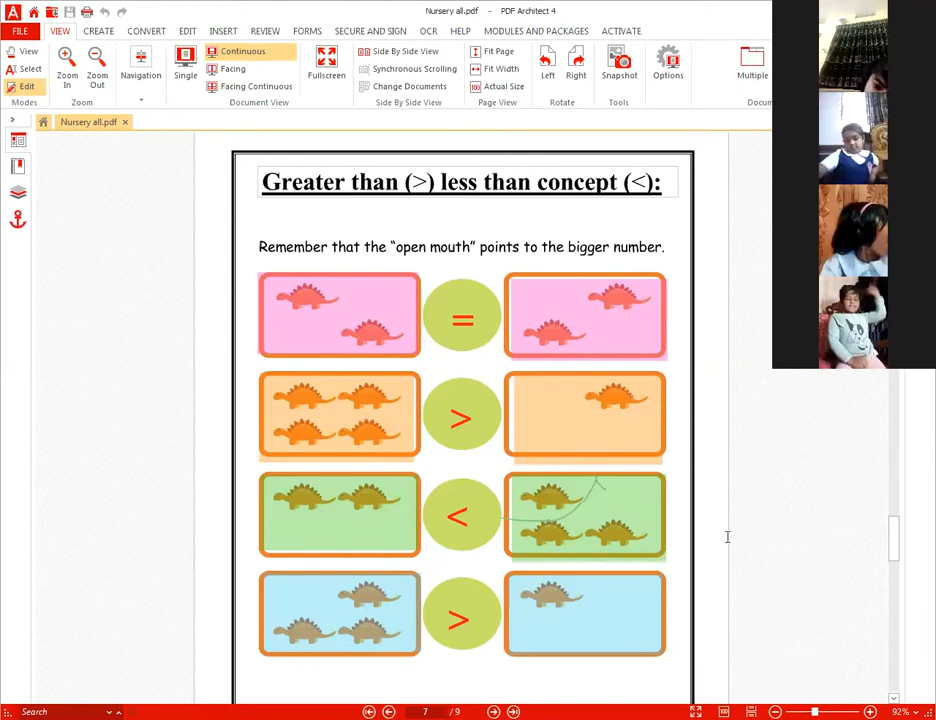 Nursery all.pdf - PDF Architect 4
FILE VIEW CREATE CONVERT EDIT INSERT REVIEW FORMS SECURE AND SIGN OCR HELP MODULES AND PACKAGES ACTIVATE
View
Select
Edit
Modes
Zoom In
Zoom Out
Zoom
Navigation
Single
Continuous
Facing
Facing Continuous
Document View
Fullscreen
Side By Side View
Synchronous Scrolling
Change Documents
Side By Side View
Fit Page
Fit Width
100 Actual Size
Page View
Left
Right
Rotate
Snapshot
Tools
Options
Multiple
Docum
Nursery all.pdf ×
Greater than (>) less than concept (<):
Remember that the “open mouth” points to the bigger number.
=
>
<
>
Search 7 / 9 100 92%